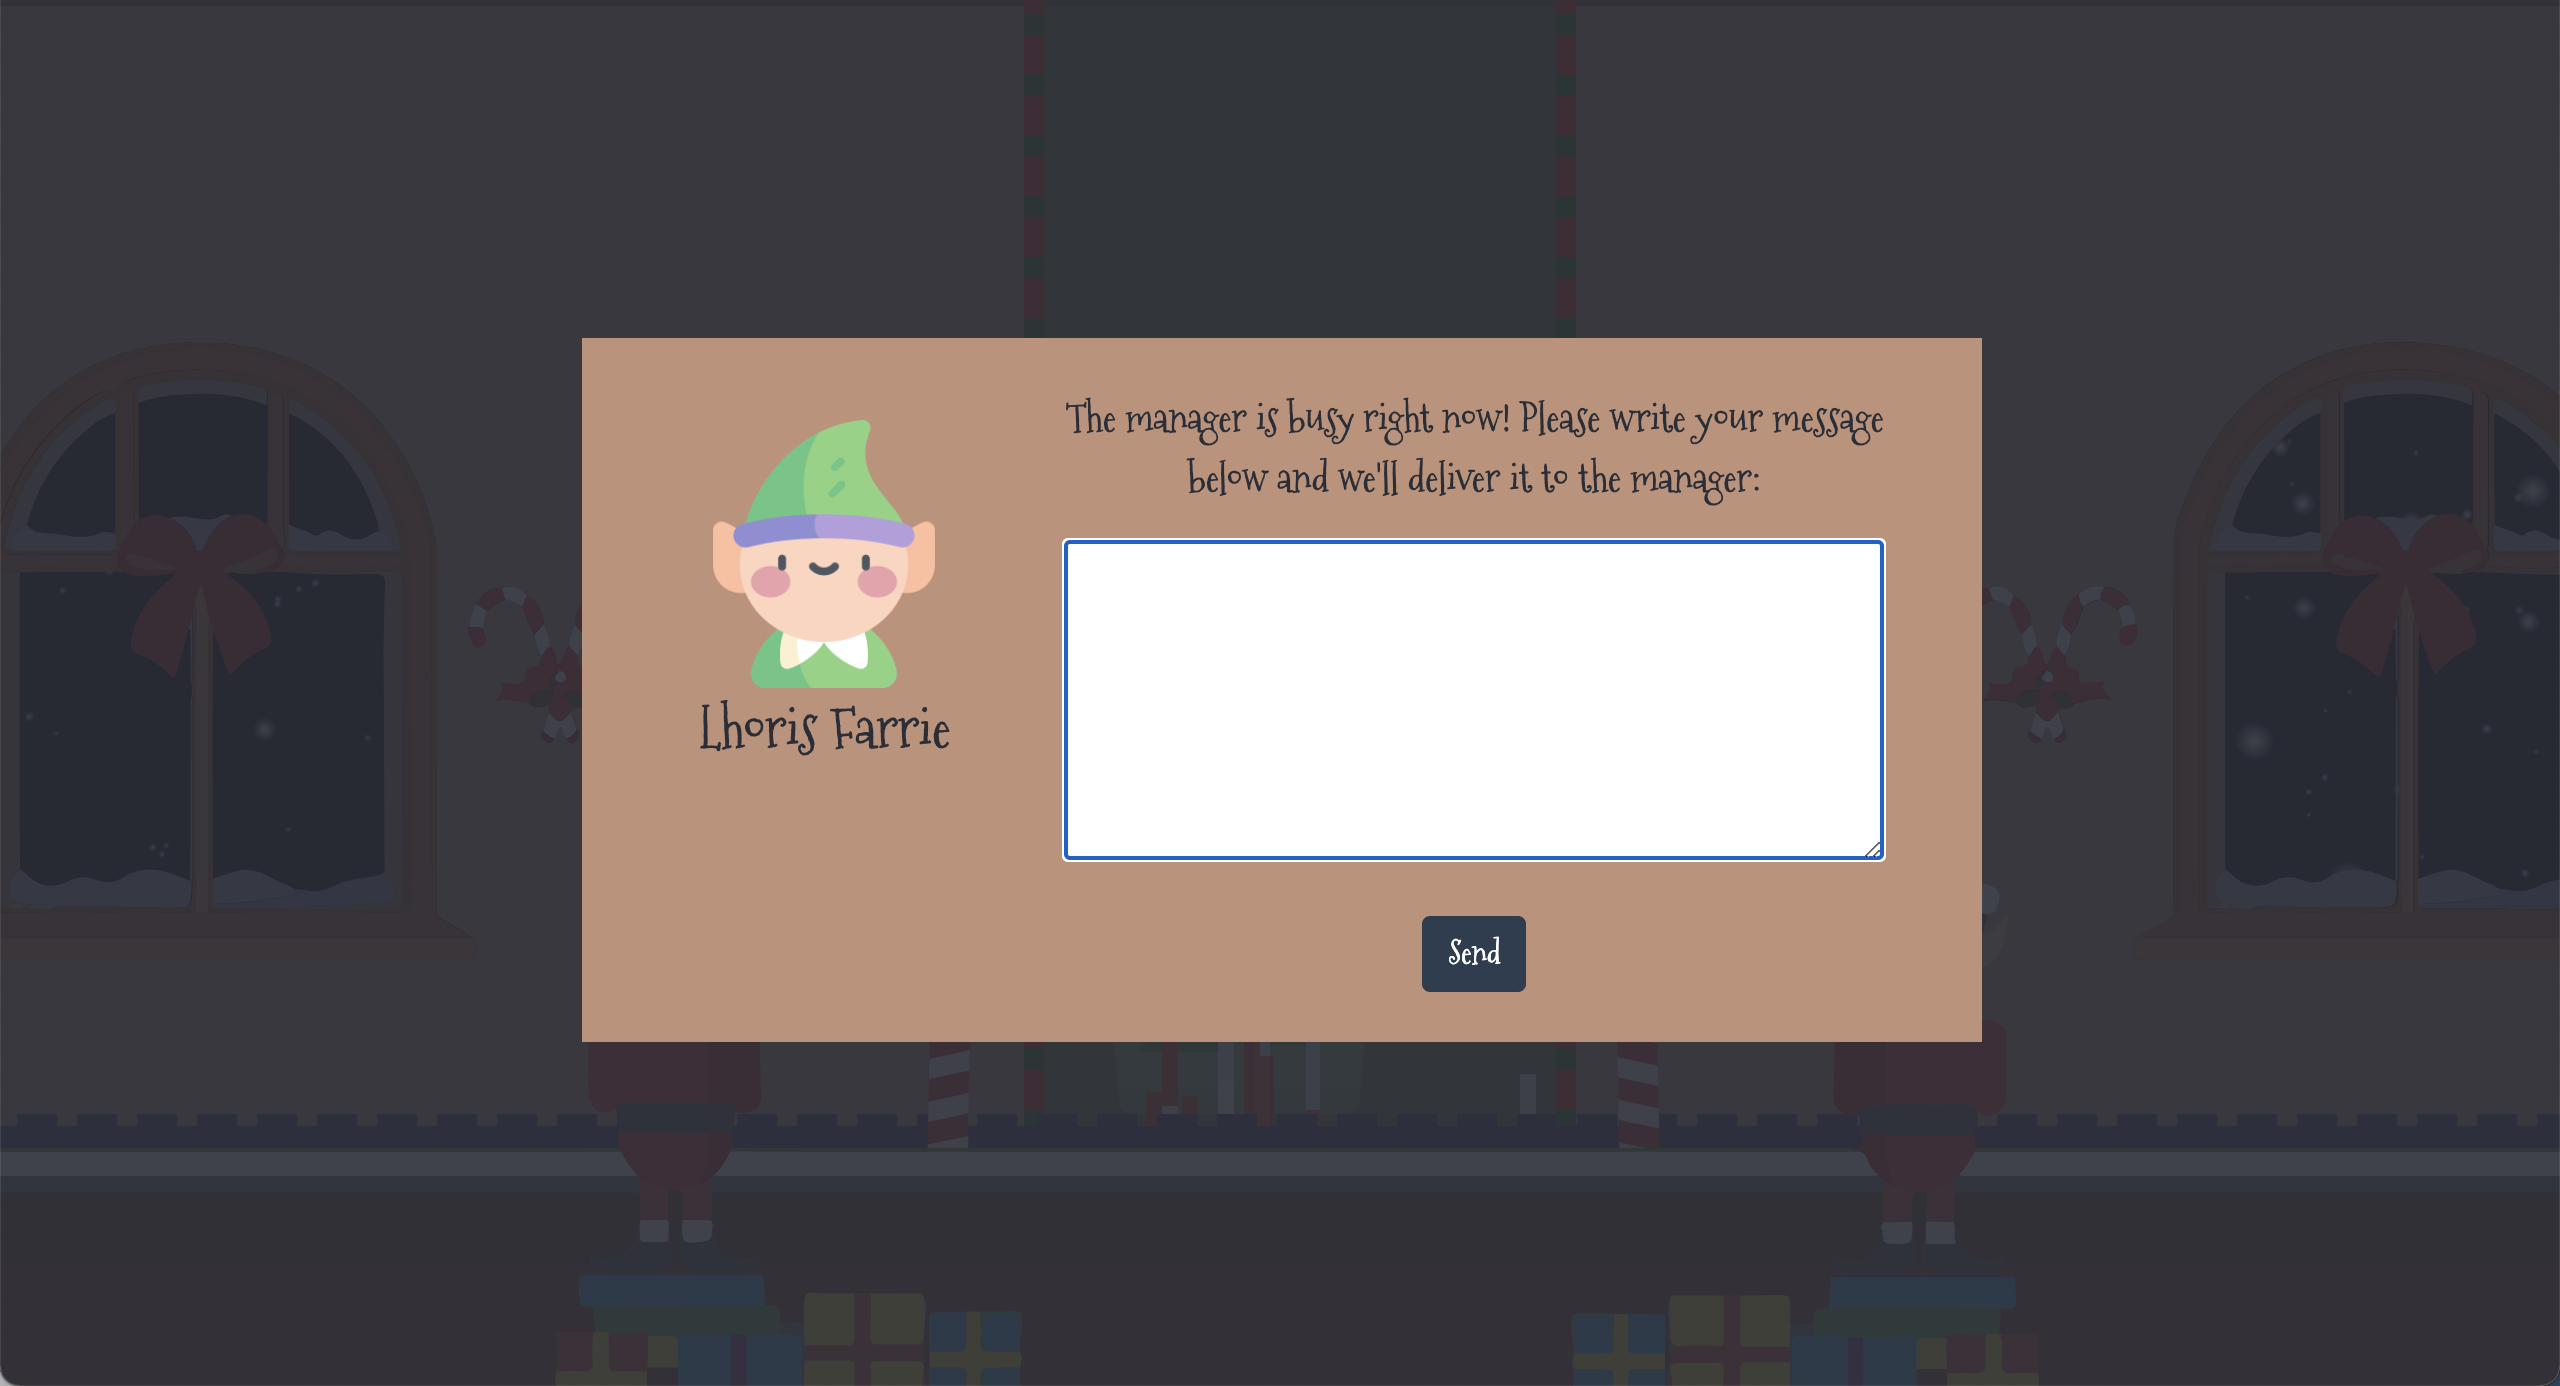 The manager is busy right now! Please write your message
below and we'll deliver it to the manager:
Lhoris Farrie
Send